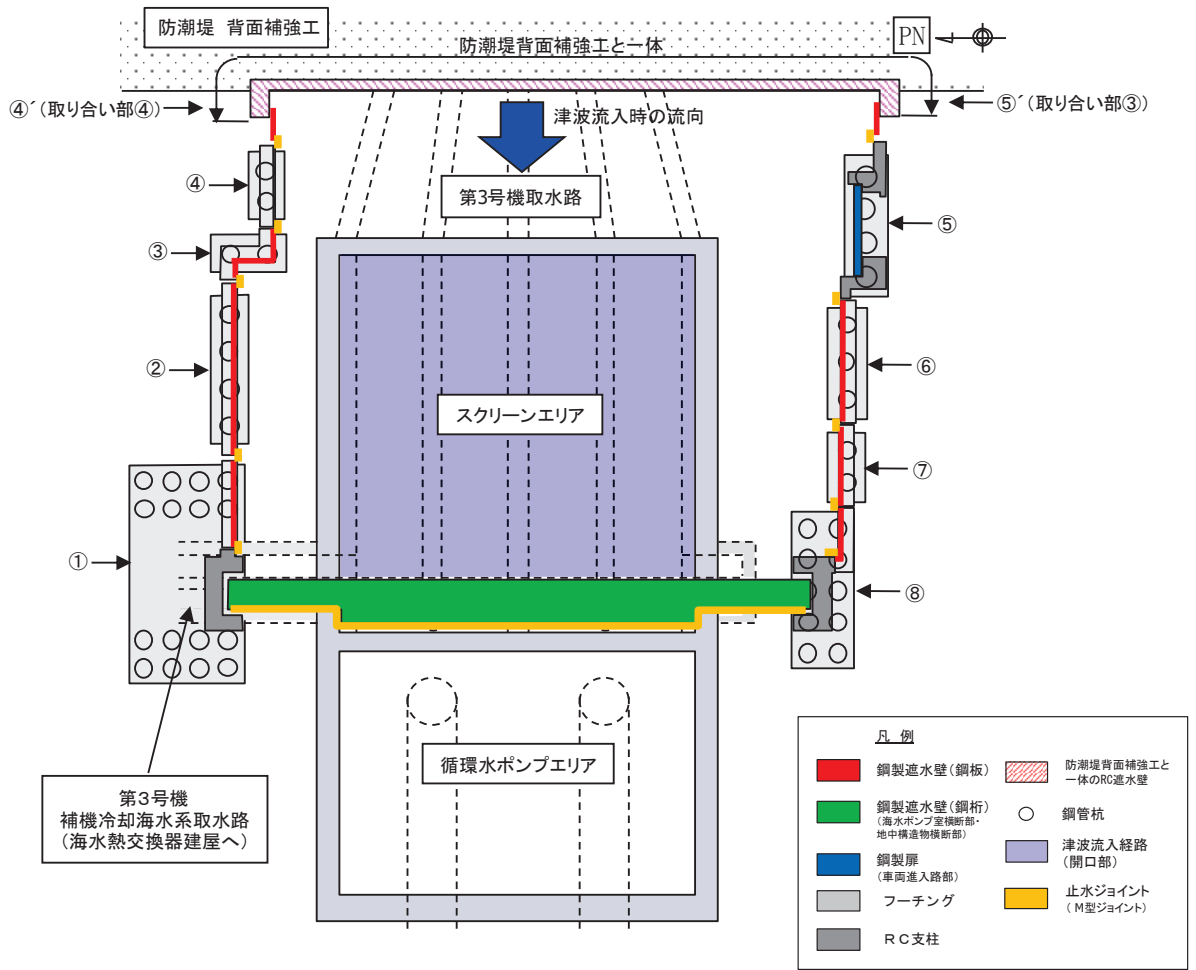 防潮堤 背面補強工
防潮堤背面補強工と一体
PN
④´(取り合い部④)
⑤´(取り合い部③)
津波流入時の流向
第3号機取水路
④
③
②
①
⑤
⑥
⑦
⑧
スクリーンエリア
循環水ポンプエリア
第3号機
補機冷却海水系取水路
(海水熱交換器建屋へ)
凡 例
鋼製遮水壁(鋼板)
鋼製遮水壁(鋼桁)
(海水ポンプ室横断部・
地中構造物横断部)
鋼製扉
(車両進入路部)
フーチング
RC支柱
防潮堤背面補強工と
一体のRC遮水壁
鋼管杭
津波流入経路
(開口部)
止水ジョイント
(M型ジョイント)